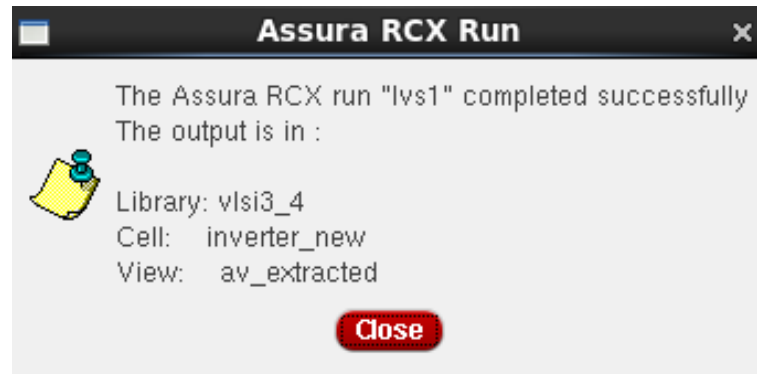 Assura RCX Run
The Assura RCX run "lvs1" completed successfully
The output is in :
Library: vlsi3_4
Cell: inverter_new
View: av_extracted
Close